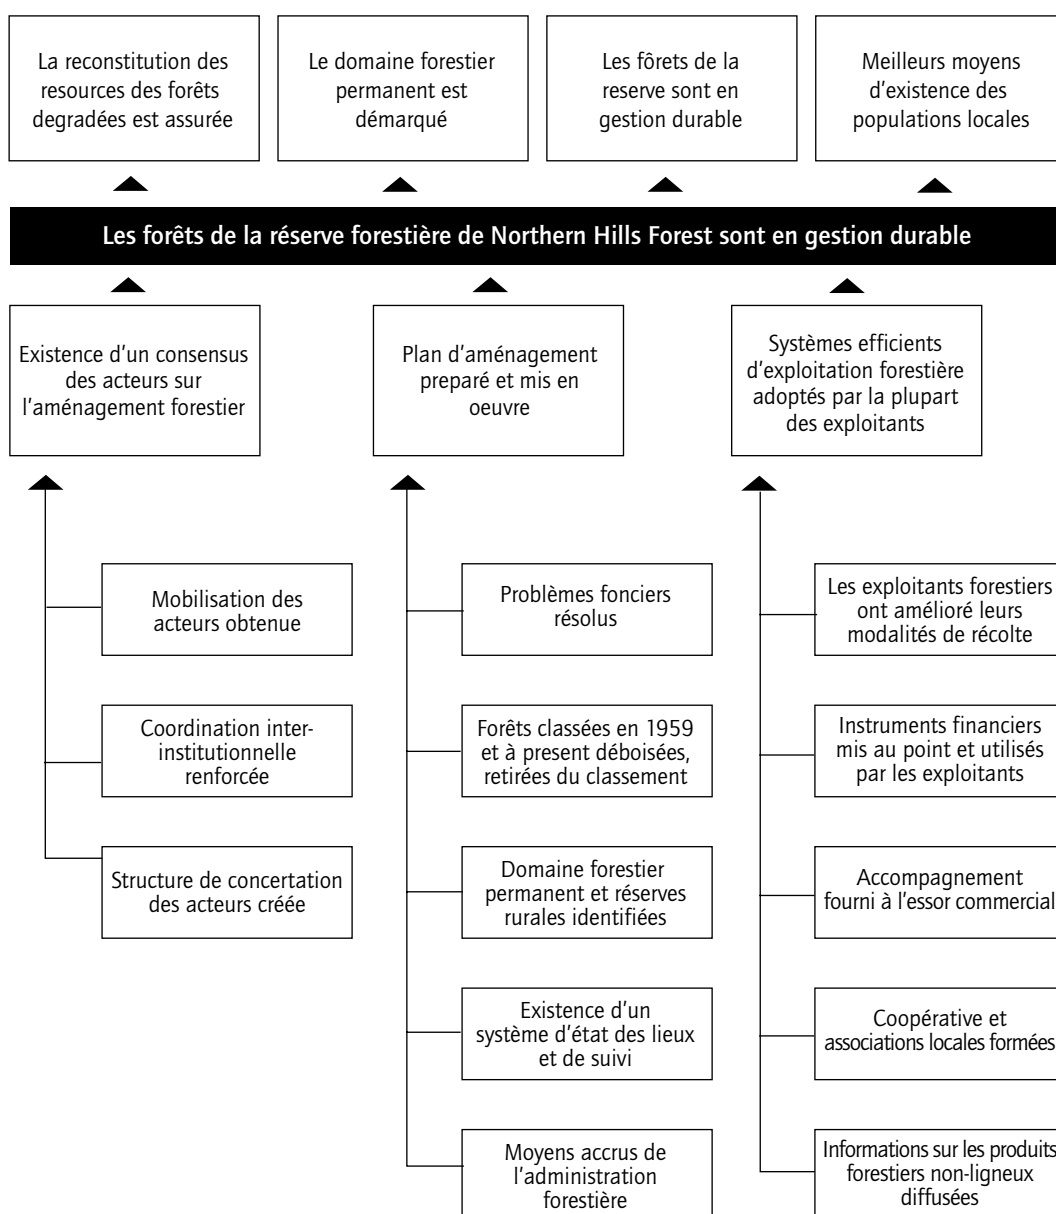 La reconstitution des
resources des forêts
degradées est assurée
Le domaine forestier
permanent est
démarqué
Les fôrets de la
reserve sont en
gestion durable
Meilleurs moyens
d'existence des
populations locales
Les forêts de la réserve forestière de Northern Hills Forest sont en gestion durable
Existence d'un consensus
des acteurs sur
l'aménagement forestier
Plan d'aménagement
preparé et mis en
oeuvre
Systèmes efficients
d'exploitation forestière
adoptés par la plupart
des exploitants
Mobilisation des
acteurs obtenue
Coordination inter-
institutionnelle
renforcée
Structure de concertation
des acteurs créée
Problèmes fonciers
résolus
Forêts classées en 1959
et à present déboisées,
retirées du classement
Domaine forestier
permanent et réserves
rurales identifiées
Existence d'un
système d'état des lieux
et de suivi
Moyens accrus de
l'administration
forestière
Les exploitants forestiers
ont amélioré leurs
modalités de récolte
Instruments financiers
mis au point et utilisés
par les exploitants
Accompagnement
fourni à l'essor commercial
Coopérative et
associations locales formées
Informations sur les produits
forestiers non-ligneux
diffusées